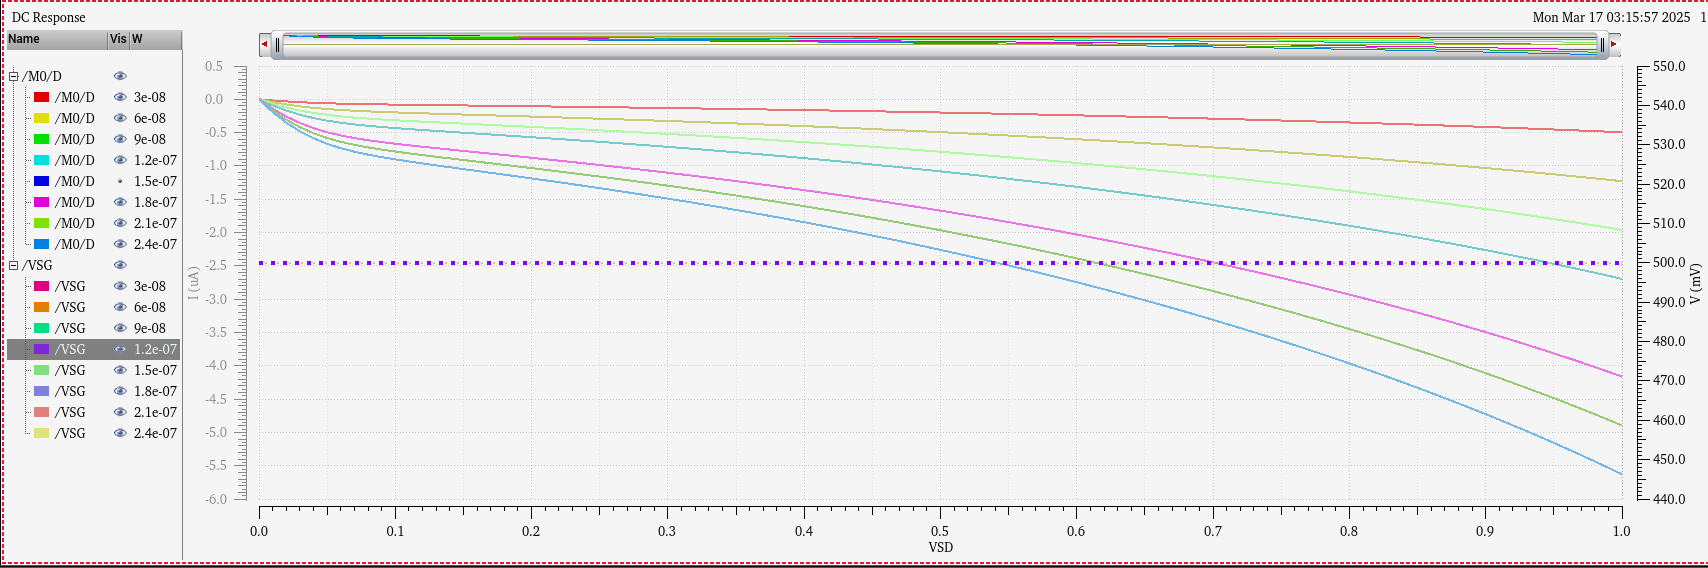 DC Response
Mon Mar 17 03:15:57 2025 1
Name Vis W
/M0/D
/M0/D 3e-08
/M0/D 6e-08
/M0/D 9e-08
/M0/D 1.2e-07
/M0/D 1.5e-07
/M0/D 1.8e-07
/M0/D 2.1e-07
/M0/D 2.4e-07
/VSG
/VSG 3e-08
/VSG 6e-08
/VSG 9e-08
/VSG 1.2e-07
/VSG 1.5e-07
/VSG 1.8e-07
/VSG 2.1e-07
/VSG 2.4e-07
I (uA)
0.5
0.0
-0.5
-1.0
-1.5
-2.0
-2.5
-3.0
-3.5
-4.0
-4.5
-5.0
-5.5
-6.0
0.0 0.1 0.2 0.3 0.4 0.5 0.6 0.7 0.8 0.9 1.0
VSD
550.0
540.0
530.0
520.0
510.0
500.0
490.0
480.0
470.0
460.0
450.0
440.0
V (mV)